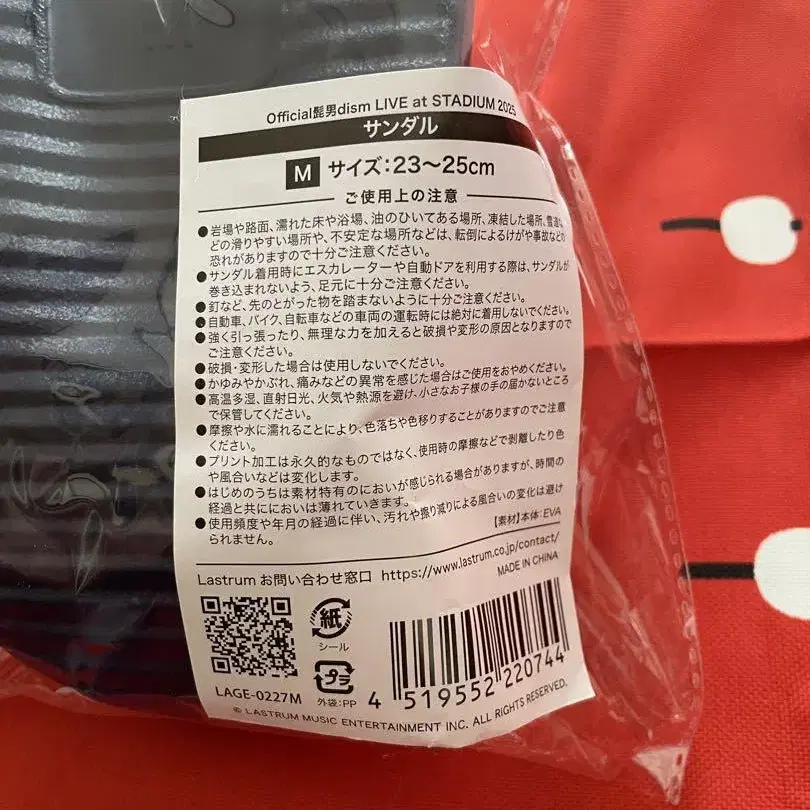 Official髭男dism LIVE at STADIUM 2025
サンダル
M サイズ:23〜25cm
ご使用上の注意
●岩場や路面、濡れた床や浴場、油のひいてある場所、凍結した場所、雪道な
どの滑りやすい場所や、不安定な場所などは、転倒によるけがや事故などの
恐れがありますので十分ご注意ください。
●サンダル着用時にエスカレーターや自動ドアを利用する際は、サンダルが
巻き込まれないよう、足元に十分ご注意ください。
●釘など、先のとがった物を踏まないように十分ご注意ください。
●自動車、バイク、自転車などの車両の運転時には絶対に着用しないでください。
●強く引っ張ったり、無理な力を加えると破損や変形の原因となりますので
ご注意ください。
●破損・変形した場合は使用しないでください。
●かゆみやかぶれ、痛みなどの異常を感じた場合はご使用をおやめください。
●高温多湿、直射日光、火気や熱源を避け、小さなお子様の手の届かないところ
で保管してください。
●摩擦や水に濡れることにより、色落ちや色移りすることがありますのでご注意
ください。
●プリント加工は永久的なものではなく、使用時の摩擦などで剥離したり色
や風合いなどは変化します。
●はじめのうちは素材特有のにおいが感じられる場合がありますが、時間の
経過と共ににおいは薄れていきます。
●使用頻度や年月の経過に伴い、汚れや擦り減りによる風合いの変化は避け
られません。
【素材】本体:EVA
Lastrum お問い合わせ窓口 https://www.lastrum.co.jp/contact/
MADE IN CHINA
紙
シール
プラ
外袋:PP
LAGE-0227M
4 519552 220744
© LASTRUM MUSIC ENTERTAINMENT INC. ALL RIGHTS RESERVED.